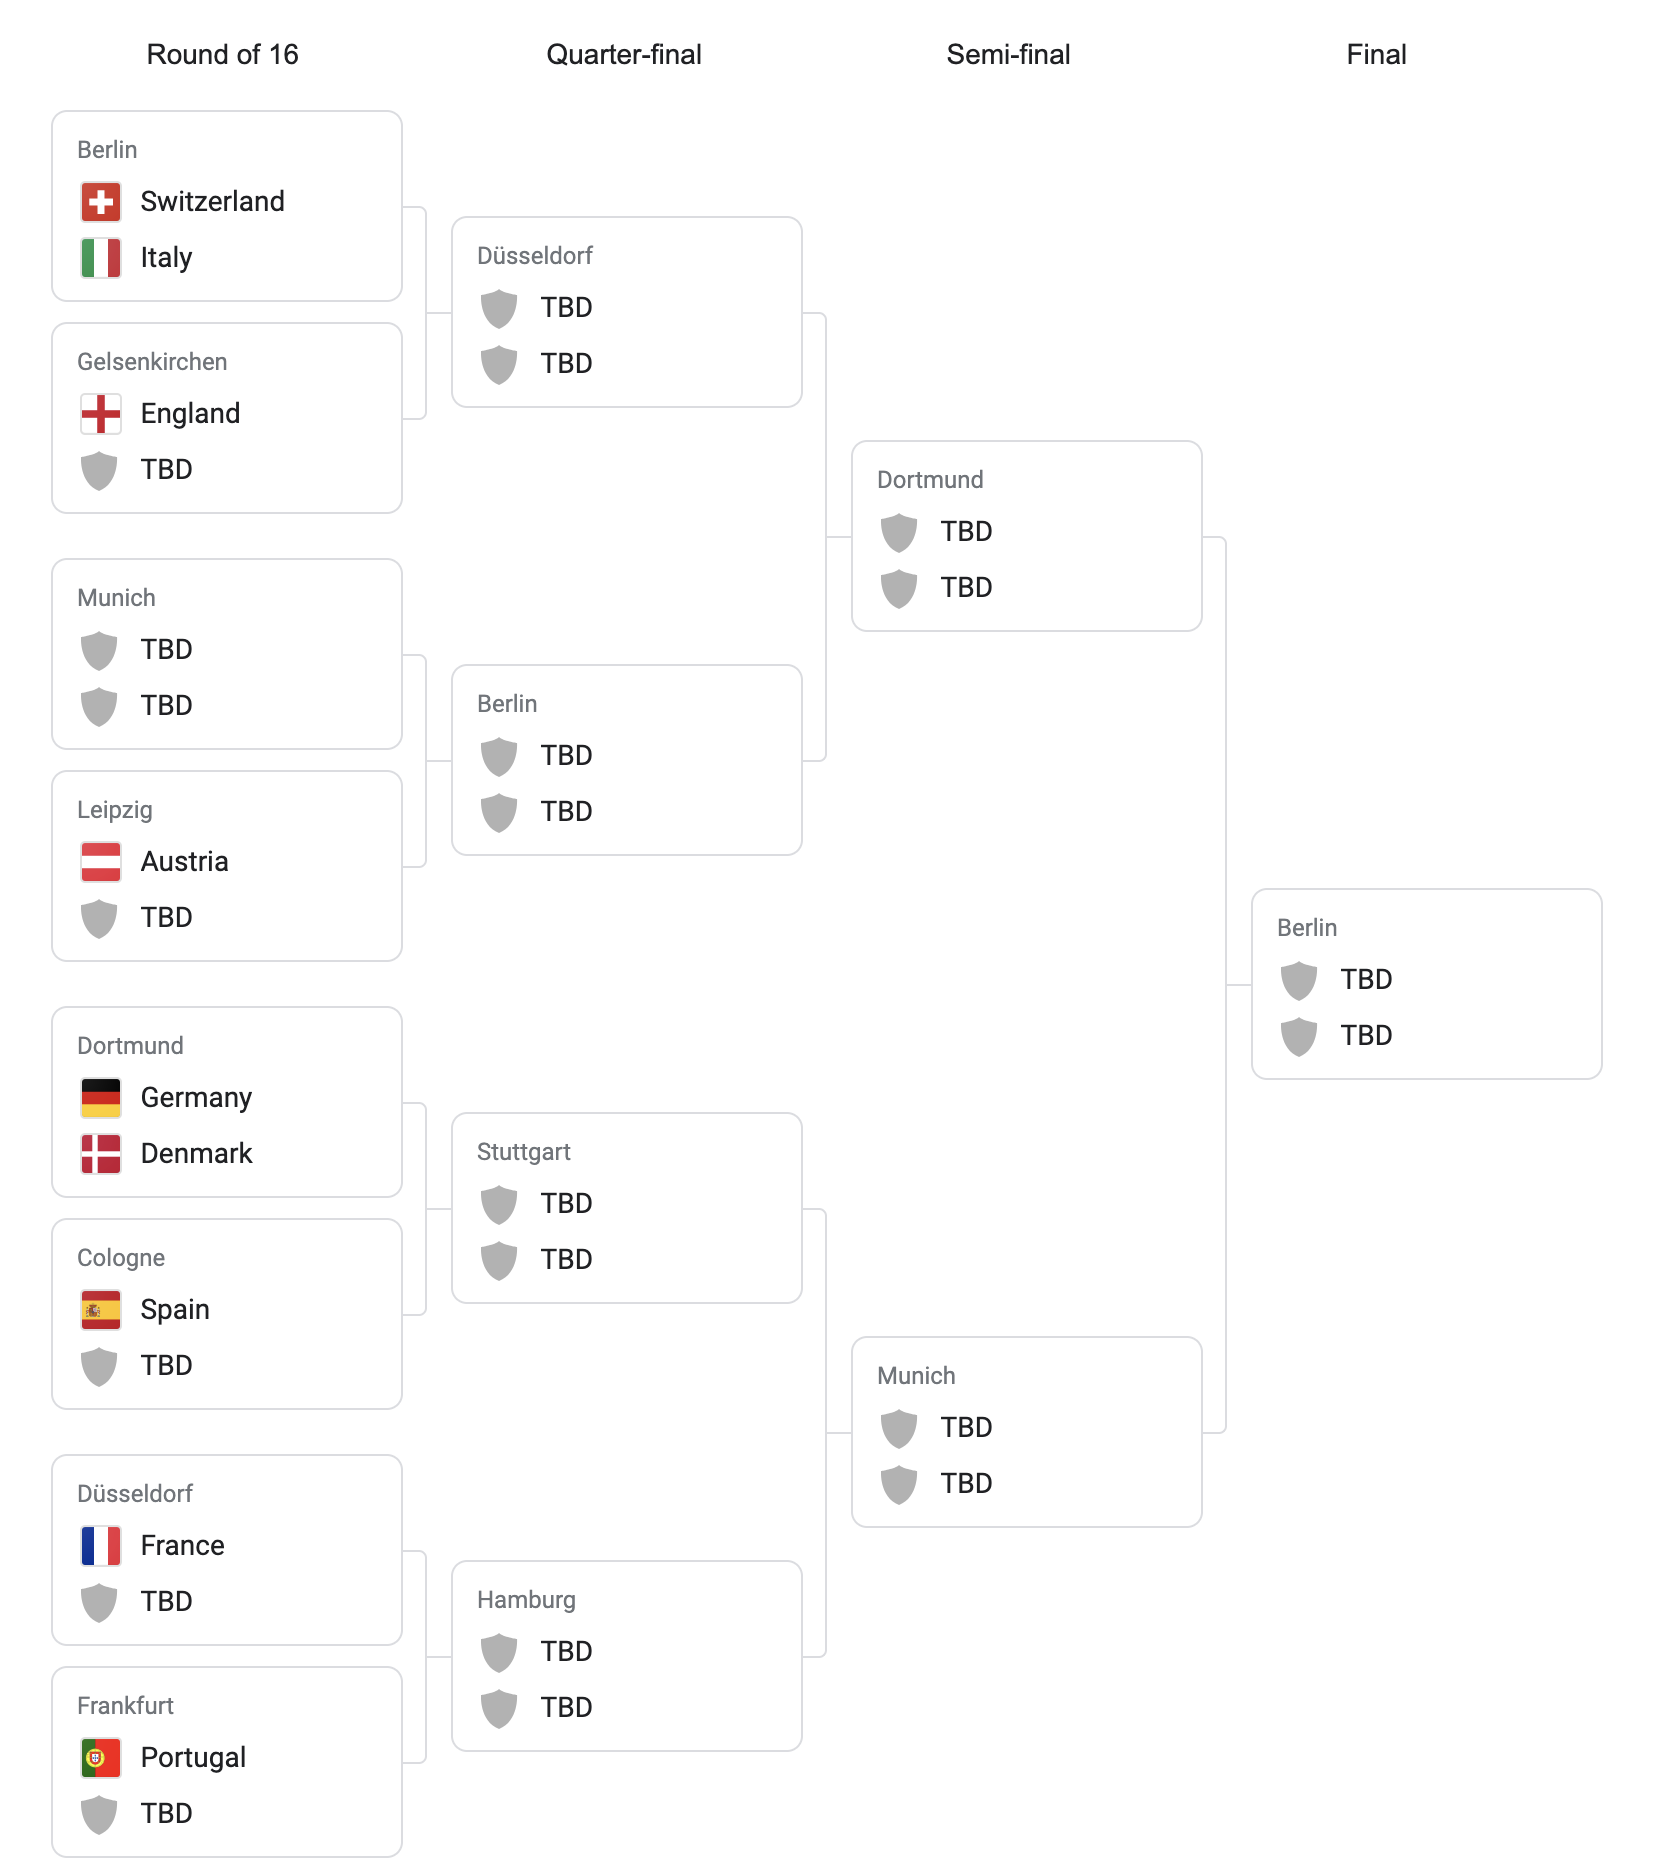 Round of 16
Quarter-final
Semi-final
Final
Berlin
Switzerland
Italy
Gelsenkirchen
England
TBD
Munich
TBD
TBD
Leipzig
Austria
TBD
Dortmund
Germany
Denmark
Cologne
Spain
TBD
Düsseldorf
France
TBD
Frankfurt
Portugal
TBD
Düsseldorf
TBD
TBD
Berlin
TBD
TBD
Stuttgart
TBD
TBD
Hamburg
TBD
TBD
Dortmund
TBD
TBD
Munich
TBD
TBD
Berlin
TBD
TBD